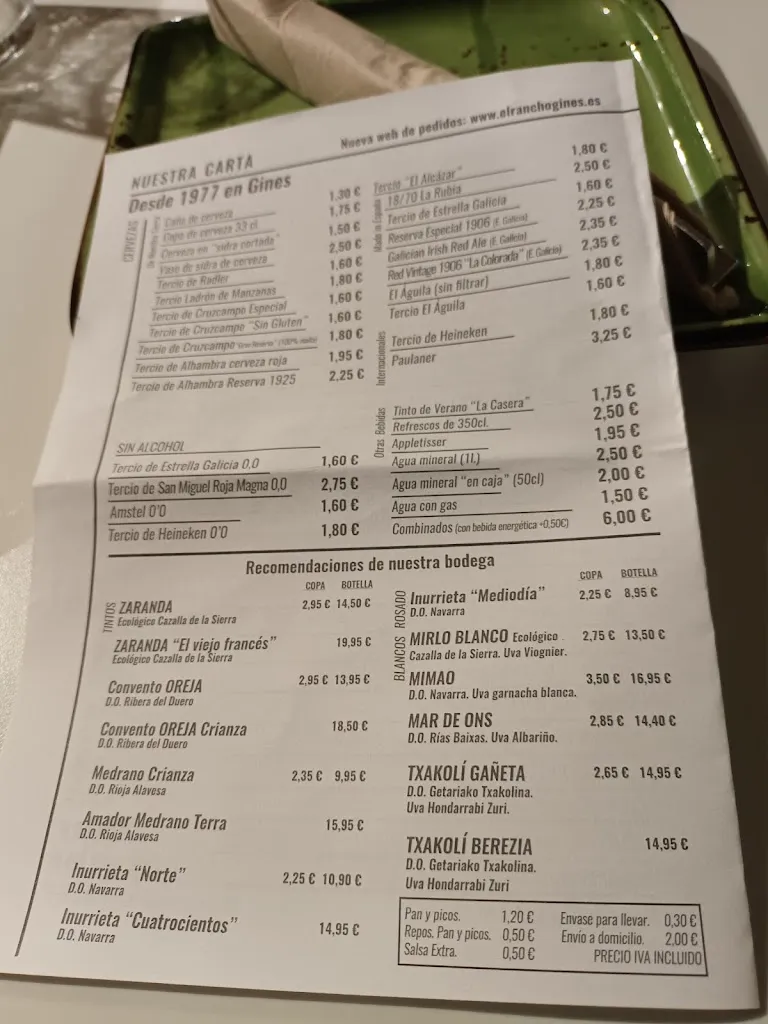 Nueva web de pedidos: www.elranchogines.es
NUESTRA CARTA
Desde 1977 en Gines
CERVEZAS
Caña de cerveza 1,30 €
Copa de cerveza 33 cl. 1,75 €
Cerveza en "sidra cortada" 1,50 €
Vaso de sidra de cerveza 2,50 €
Tercio de Radler 1,60 €
Tercio Ladrón de Manzanas 1,80 €
Tercio de Cruzcampo Especial 1,60 €
Tercio de Cruzcampo "Sin Gluten" 1,60 €
Tercio de Cruzcampo 1,80 €
Tercio de Alhambra cerveza roja 1,95 €
Tercio de Alhambra Reserva 1925 2,25 €
Tercio "El Alcázar" 1,80 €
18/70 La Rubia 2,50 €
Tercio de Estrella Galicia 1,60 €
Reserva Especial 1906 (E. Galicia) 2,25 €
Galician Irish Red Ale (E. Galicia) 2,35 €
Red Vintage 1906 "La Colorada" (E. Galicia) 2,35 €
El Águila (sin filtrar) 1,80 €
Tercio El Águila 1,60 €
Internacionales
Tercio de Heineken 1,80 €
Paulaner 3,25 €
SIN ALCOHOL
Tercio de Estrella Galicia 0,0 1,60 €
Tercio de San Miguel Roja Magna 0,0 2,75 €
Amstel 0'0 1,60 €
Tercio de Heineken 0'0 1,80 €
Otras Bebidas
Tinto de Verano "La Casera" 1,75 €
Refrescos de 350cl. 2,50 €
Appletisser 1,95 €
Agua mineral (1l.) 2,50 €
Agua mineral "en caja" (50cl) 2,00 €
Agua con gas 1,50 €
Combinados (con bebida energética +0,50€) 6,00 €
Recomendaciones de nuestra bodega
COPA BOTELLA
TINTOS
ZARANDA 2,95 € 14,50 €
Ecológico Cazalla de la Sierra
ZARANDA "El viejo francés" 19,95 €
Ecológico Cazalla de la Sierra
Convento OREJA 2,95 € 13,95 €
D.O. Ribera del Duero
Convento OREJA Crianza 18,50 €
D.O. Ribera del Duero
Medrano Crianza 2,35 € 9,95 €
D.O. Rioja Alavesa
Amador Medrano Terra 15,95 €
D.O. Rioja Alavesa
Inurrieta "Norte" 2,25 € 10,90 €
D.O. Navarra
Inurrieta "Cuatrocientos" 14,95 €
D.O. Navarra
COPA BOTELLA
ROSADO
Inurrieta "Mediodía" 2,25 € 8,95 €
D.O. Navarra
BLANCOS
MIRLO BLANCO Ecológico. 2,75 € 13,50 €
Cazalla de la Sierra. Uva Viognier.
MIMAO 3,50 € 16,95 €
D.O. Navarra. Uva garnacha blanca.
MAR DE ONS 2,85 € 14,40 €
D.O. Rías Baixas. Uva Albariño.
TXAKOLÍ GAÑETA 2,65 € 14,95 €
D.O. Getariako Txakolina.
Uva Hondarrabi Zuri.
TXAKOLÍ BEREZIA 14,95 €
D.O. Getariako Txakolina.
Uva Hondarrabi Zuri
Pan y picos. 1,20 € Envase para llevar. 0,30 €
Repos. Pan y picos. 0,50 € Envío a domicilio. 2,00 €
Salsa Extra. 0,50 € PRECIO IVA INCLUIDO